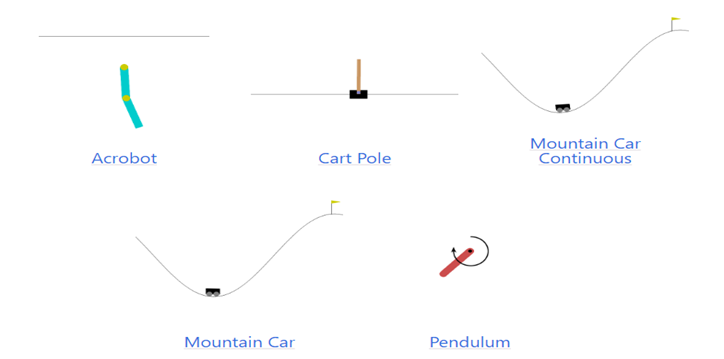 Acrobot
Cart Pole
Mountain Car
Continuous
Mountain Car
Pendulum